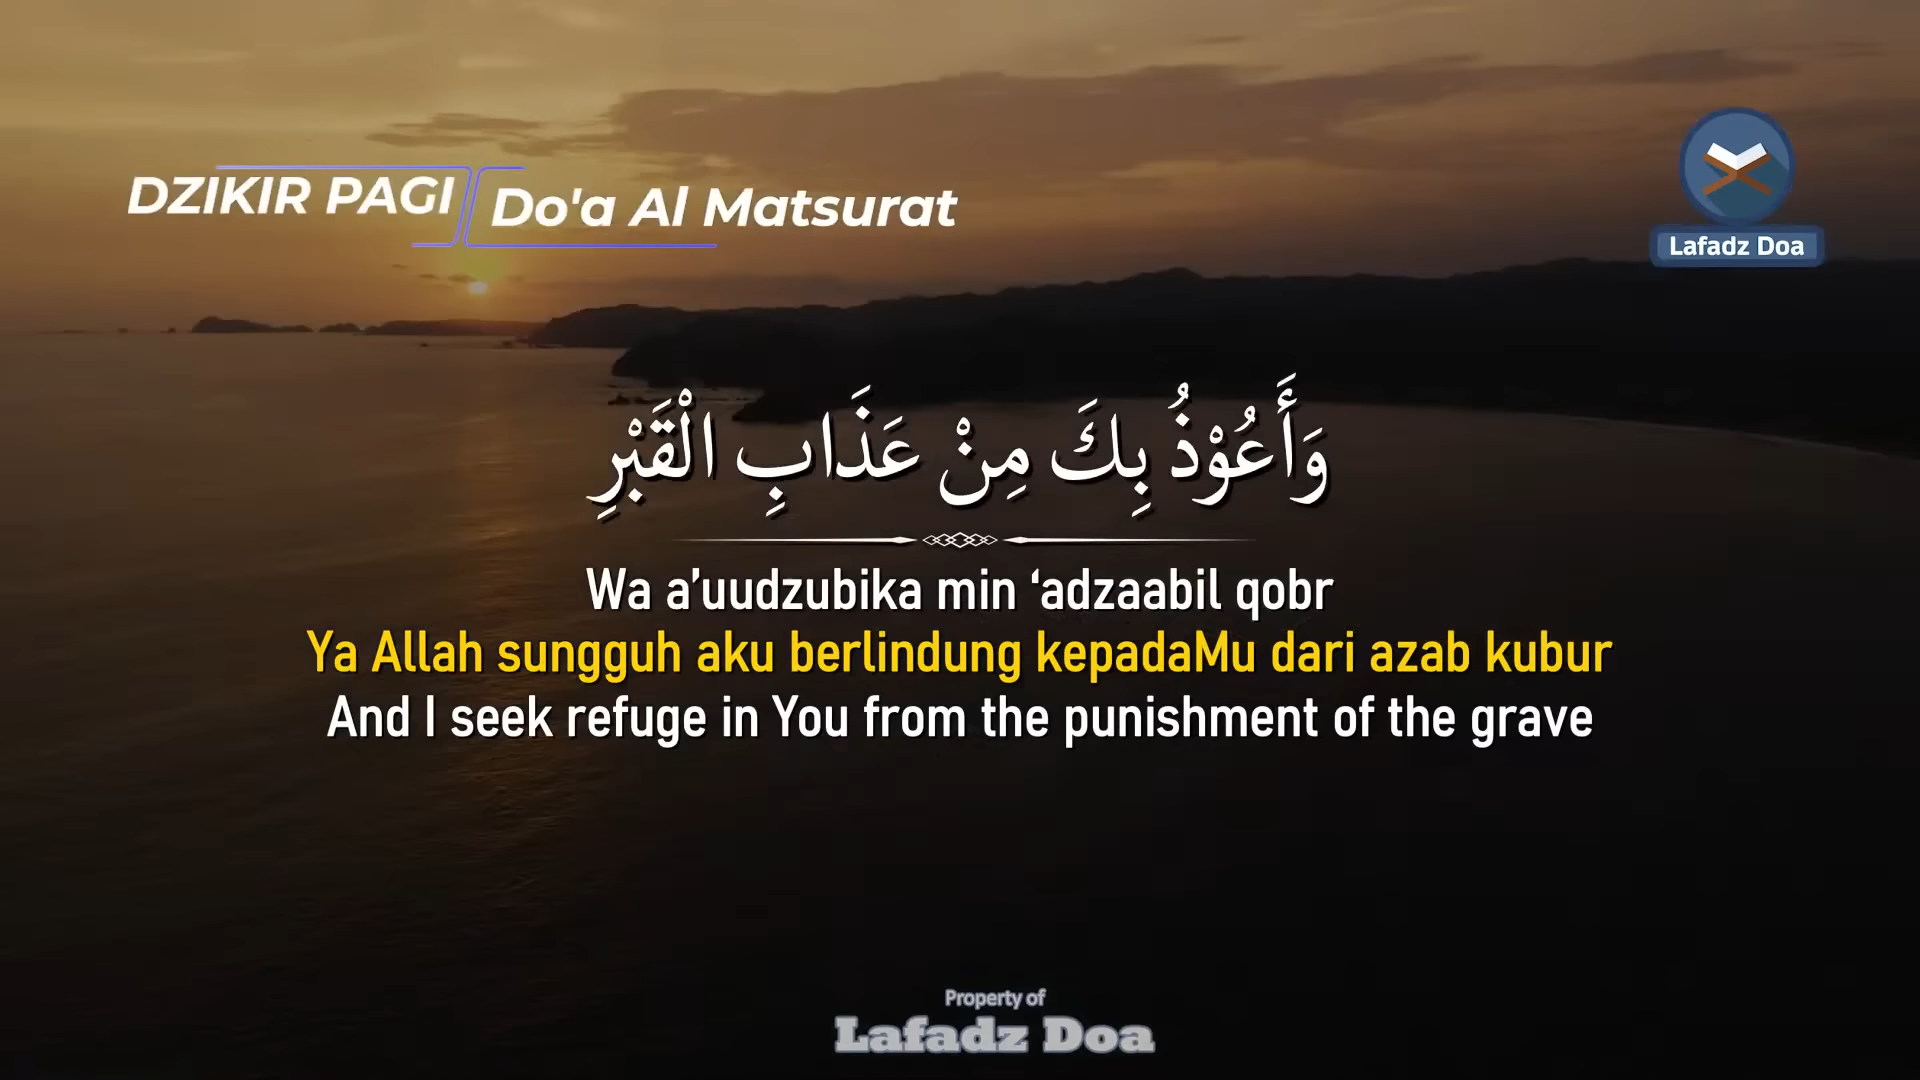 DZIKIR PAGI
Do'a Al Matsurat
Lafadz Doa
وَأَعُوْذُ بِكَ مِنْ عَذَابِ الْقَبْرِ
Wa a’uudzubika min ‘adzaabil qobr
Ya Allah sungguh aku berlindung kepadaMu dari azab kubur
And I seek refuge in You from the punishment of the grave
Property of
Lafadz Doa